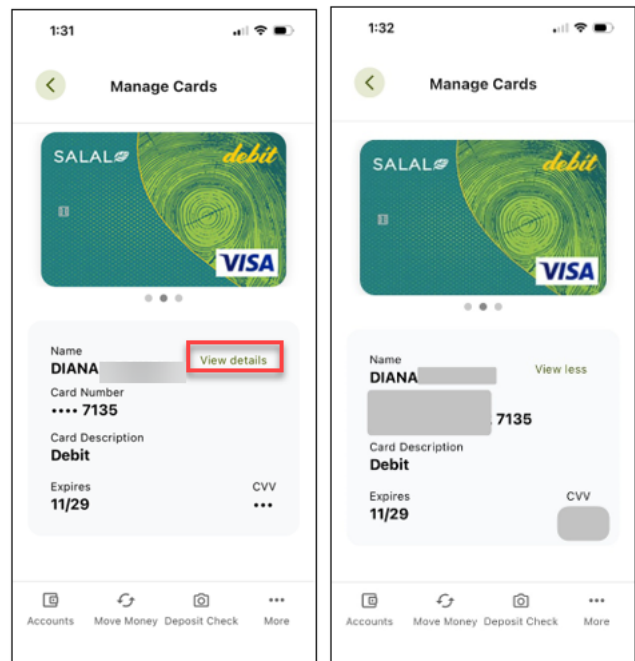 1:31
Manage Cards
SALAL debit
VISA
Name
DIANA
View details
Card Number
•••• 7135
Card Description
Debit
Expires CVV
11/29 •••
Accounts Move Money Deposit Check More
1:32
Manage Cards
SALAL debit
VISA
Name
DIANA
View less
7135
Card Description
Debit
Expires CVV
11/29
Accounts Move Money Deposit Check More